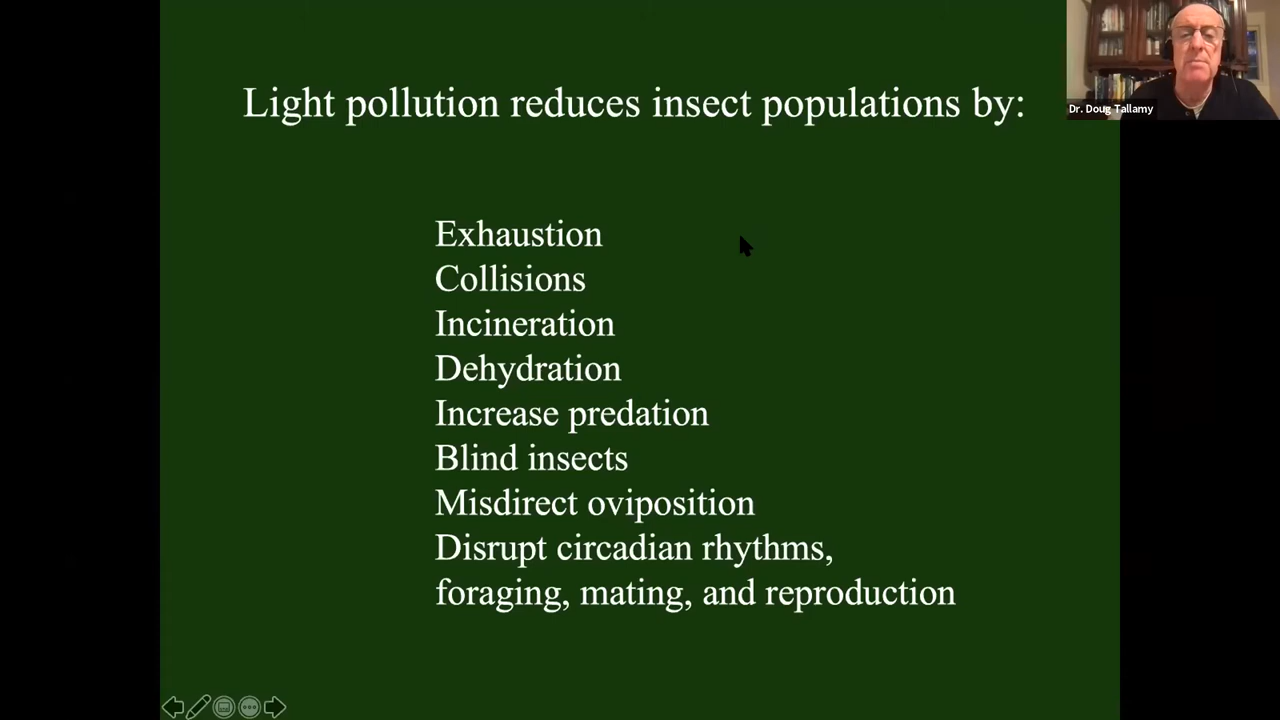 Light pollution reduces insect populations by:
Dr. Doug Tallamy
Exhaustion
Collisions
Incineration
Dehydration
Increase predation
Blind insects
Misdirect oviposition
Disrupt circadian rhythms,
foraging, mating, and reproduction